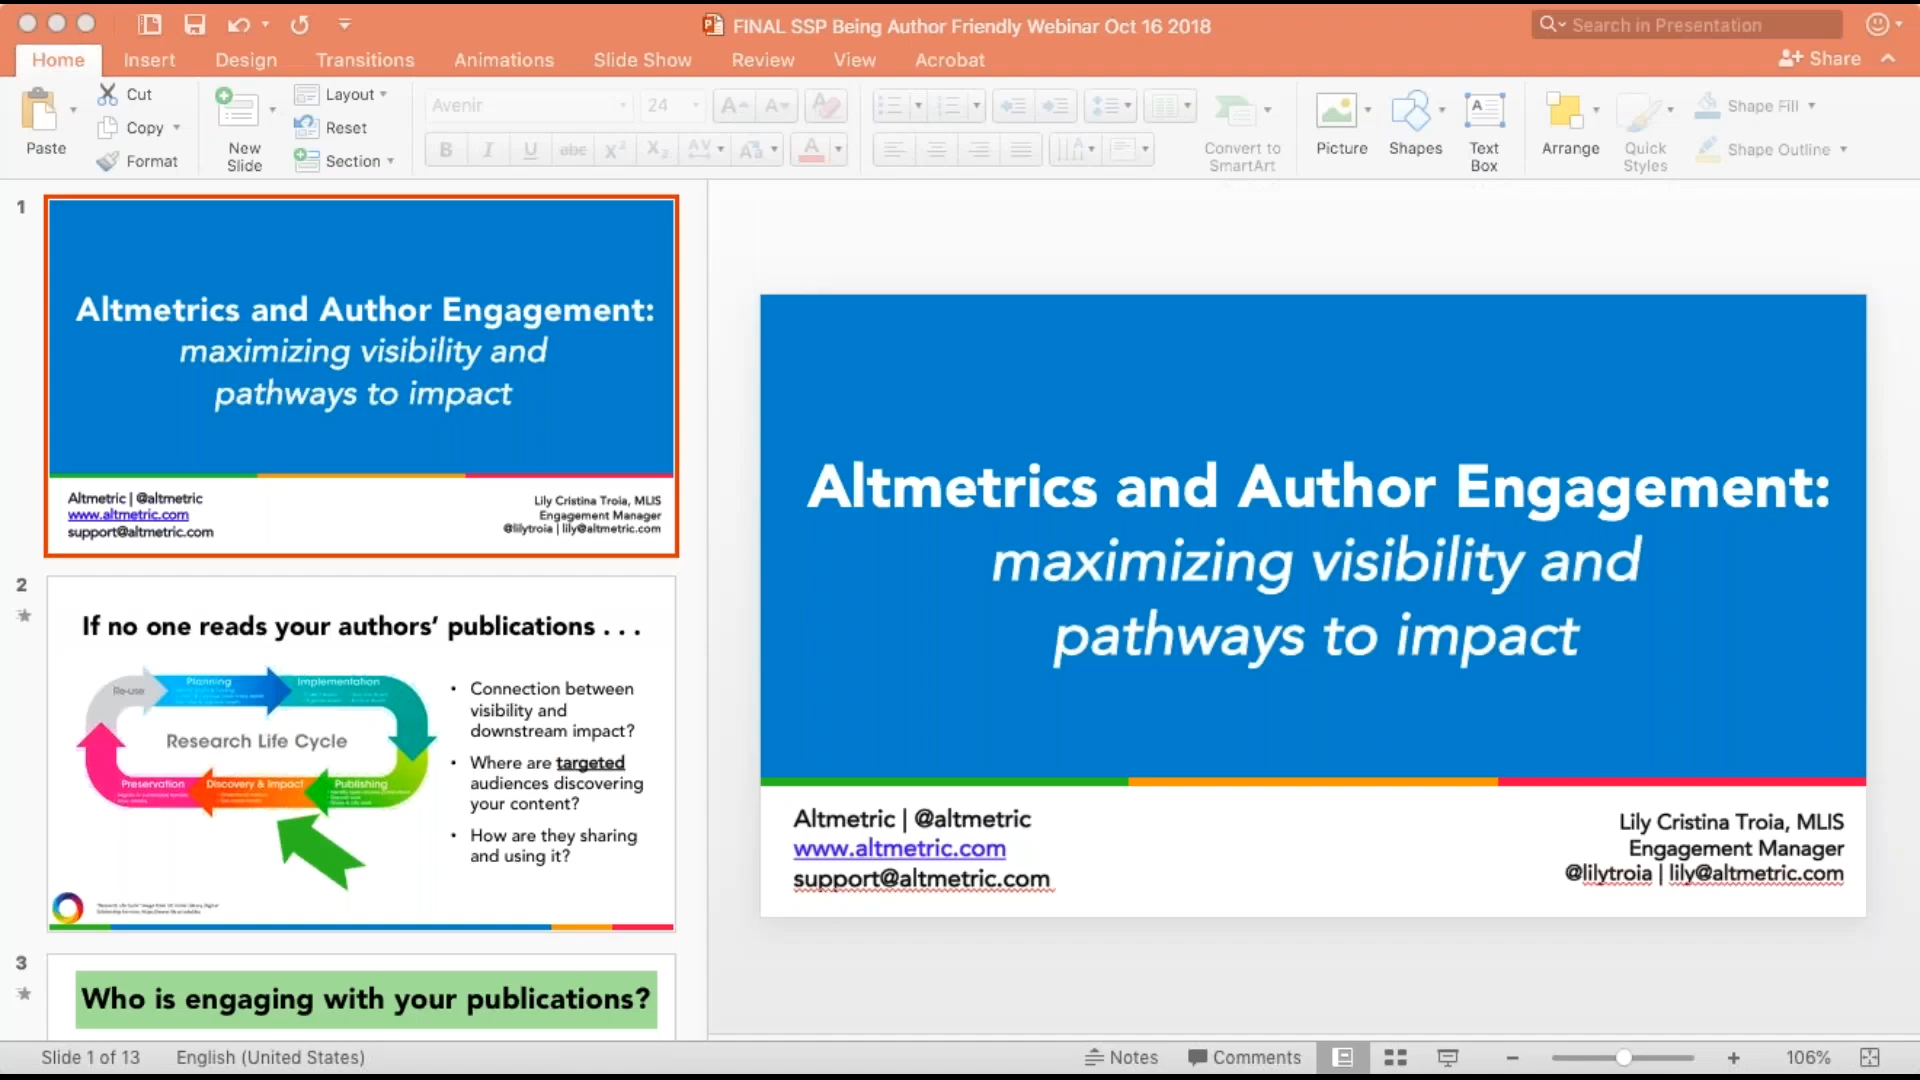 FINAL SSP Being Author Friendly Webinar Oct 16 2018
Search in Presentation
Home Insert Design Transitions Animations Slide Show Review View Acrobat
Share
Paste
Cut
Copy
Format
New Slide
Layout
Reset
Section
Avenir 24
Convert to SmartArt
Picture
Shapes
Text Box
Arrange
Quick Styles
Shape Fill
Shape Outline
1
Altmetrics and Author Engagement:
maximizing visibility and
pathways to impact
Altmetric | @altmetric
www.altmetric.com
support@altmetric.com
Lily Cristina Troia, MLIS
Engagement Manager
@lilytroia | lily@altmetric.com
2
If no one reads your authors’ publications . . .
Re-use
Planning
Implementation
Research Life Cycle
Preservation
Discovery & Impact
Publishing
• Connection between
visibility and
downstream impact?
• Where are targeted
audiences discovering
your content?
• How are they sharing
and using it?
3
Who is engaging with your publications?
Altmetrics and Author Engagement:
maximizing visibility and
pathways to impact
Altmetric | @altmetric
www.altmetric.com
support@altmetric.com
Lily Cristina Troia, MLIS
Engagement Manager
@lilytroia | lily@altmetric.com
Slide 1 of 13
English (United States)
Notes
Comments
106%